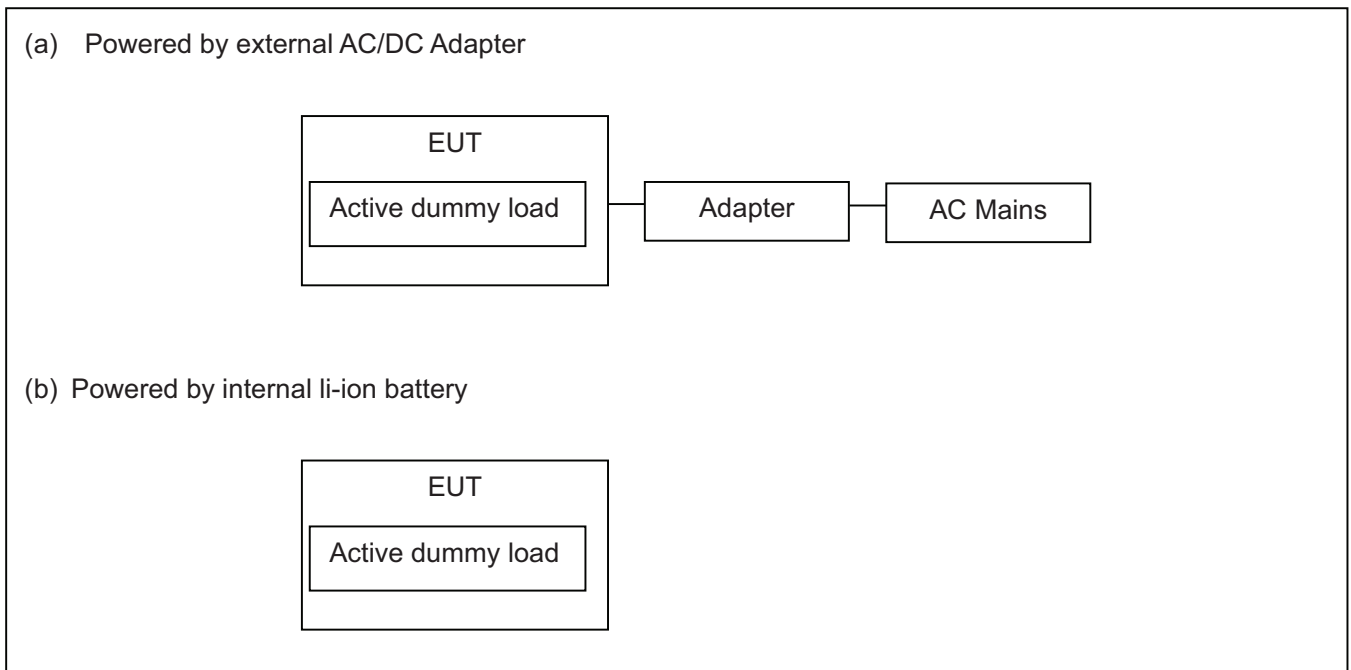 (a) Powered by external AC/DC Adapter
EUT
Active dummy load
Adapter
AC Mains
(b) Powered by internal li-ion battery
EUT
Active dummy load